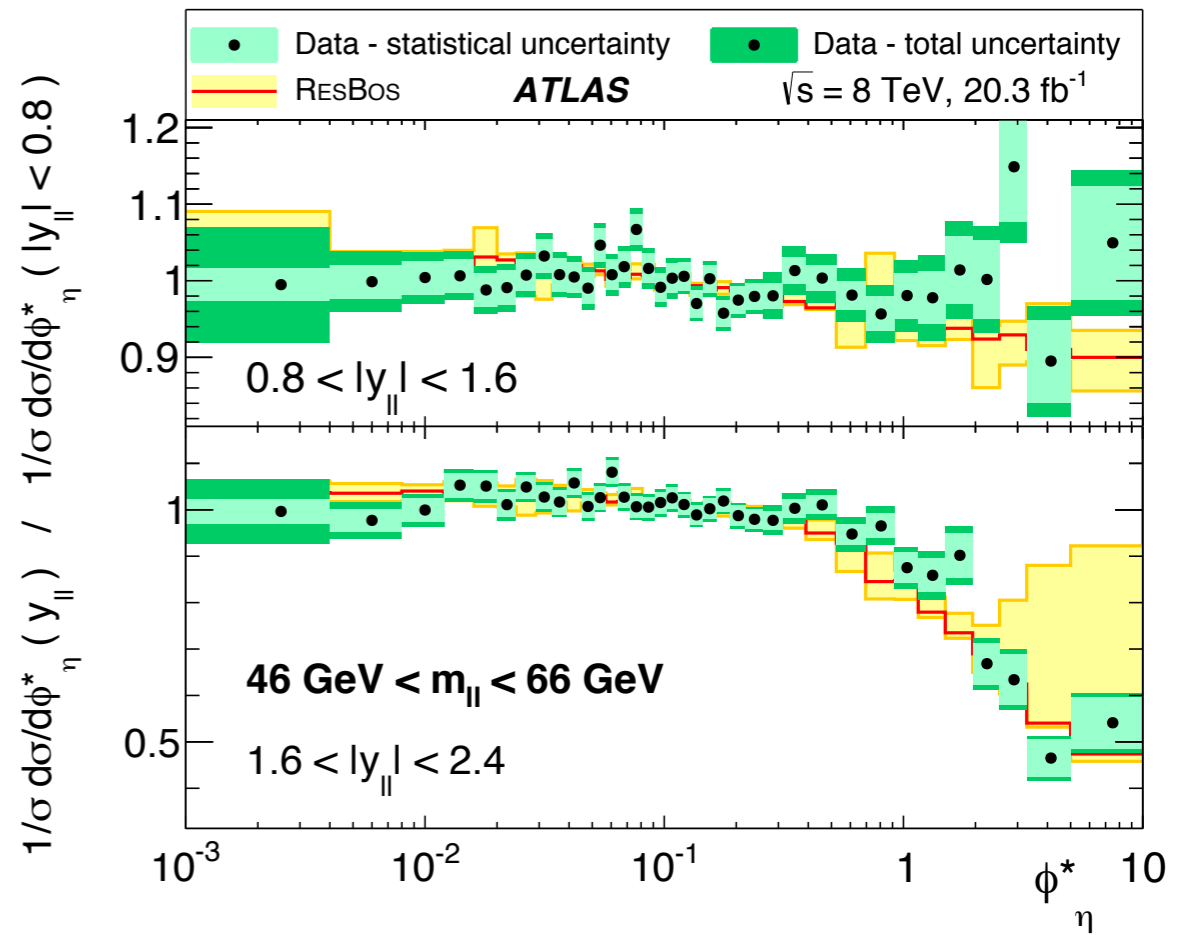 Data - statistical uncertainty
Data - total uncertainty
RESBOS
ATLAS
√s = 8 TeV, 20.3 fb⁻¹
1/σ dσ/dϕ*η ( yll ) / 1/σ dσ/dϕ*η ( |yll| < 0.8 )
1.2
1.1
1
0.9
0.8 < |yll| < 1.6
1
0.5
46 GeV < mll < 66 GeV
1.6 < |yll| < 2.4
10⁻³ 10⁻² 10⁻¹ 1 10
ϕ*η